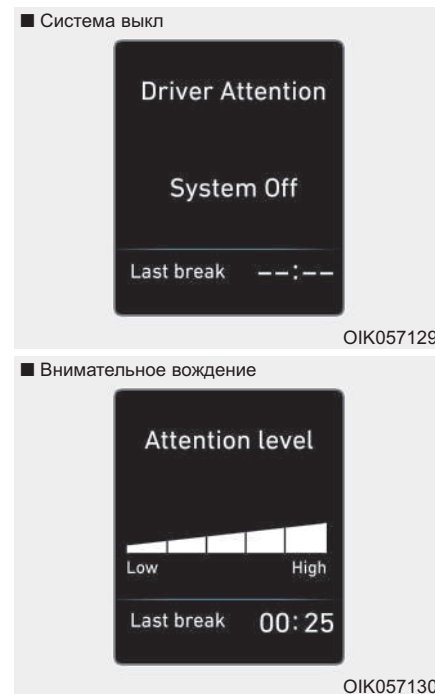 ■ Система выкл
Driver Attention
System Off
Last break --:--
OIK057129
■ Внимательное вождение
Attention level
Low High
Last break 00:25
OIK057130